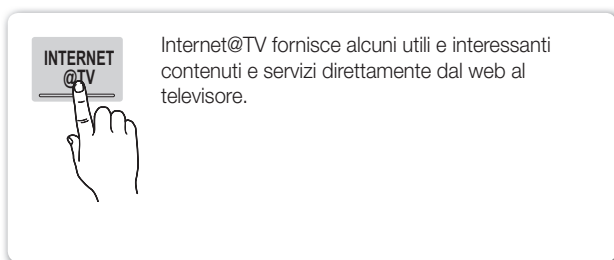 INTERNET
@TV
Internet@TV fornisce alcuni utili e interessanti
contenuti e servizi direttamente dal web al
televisore.